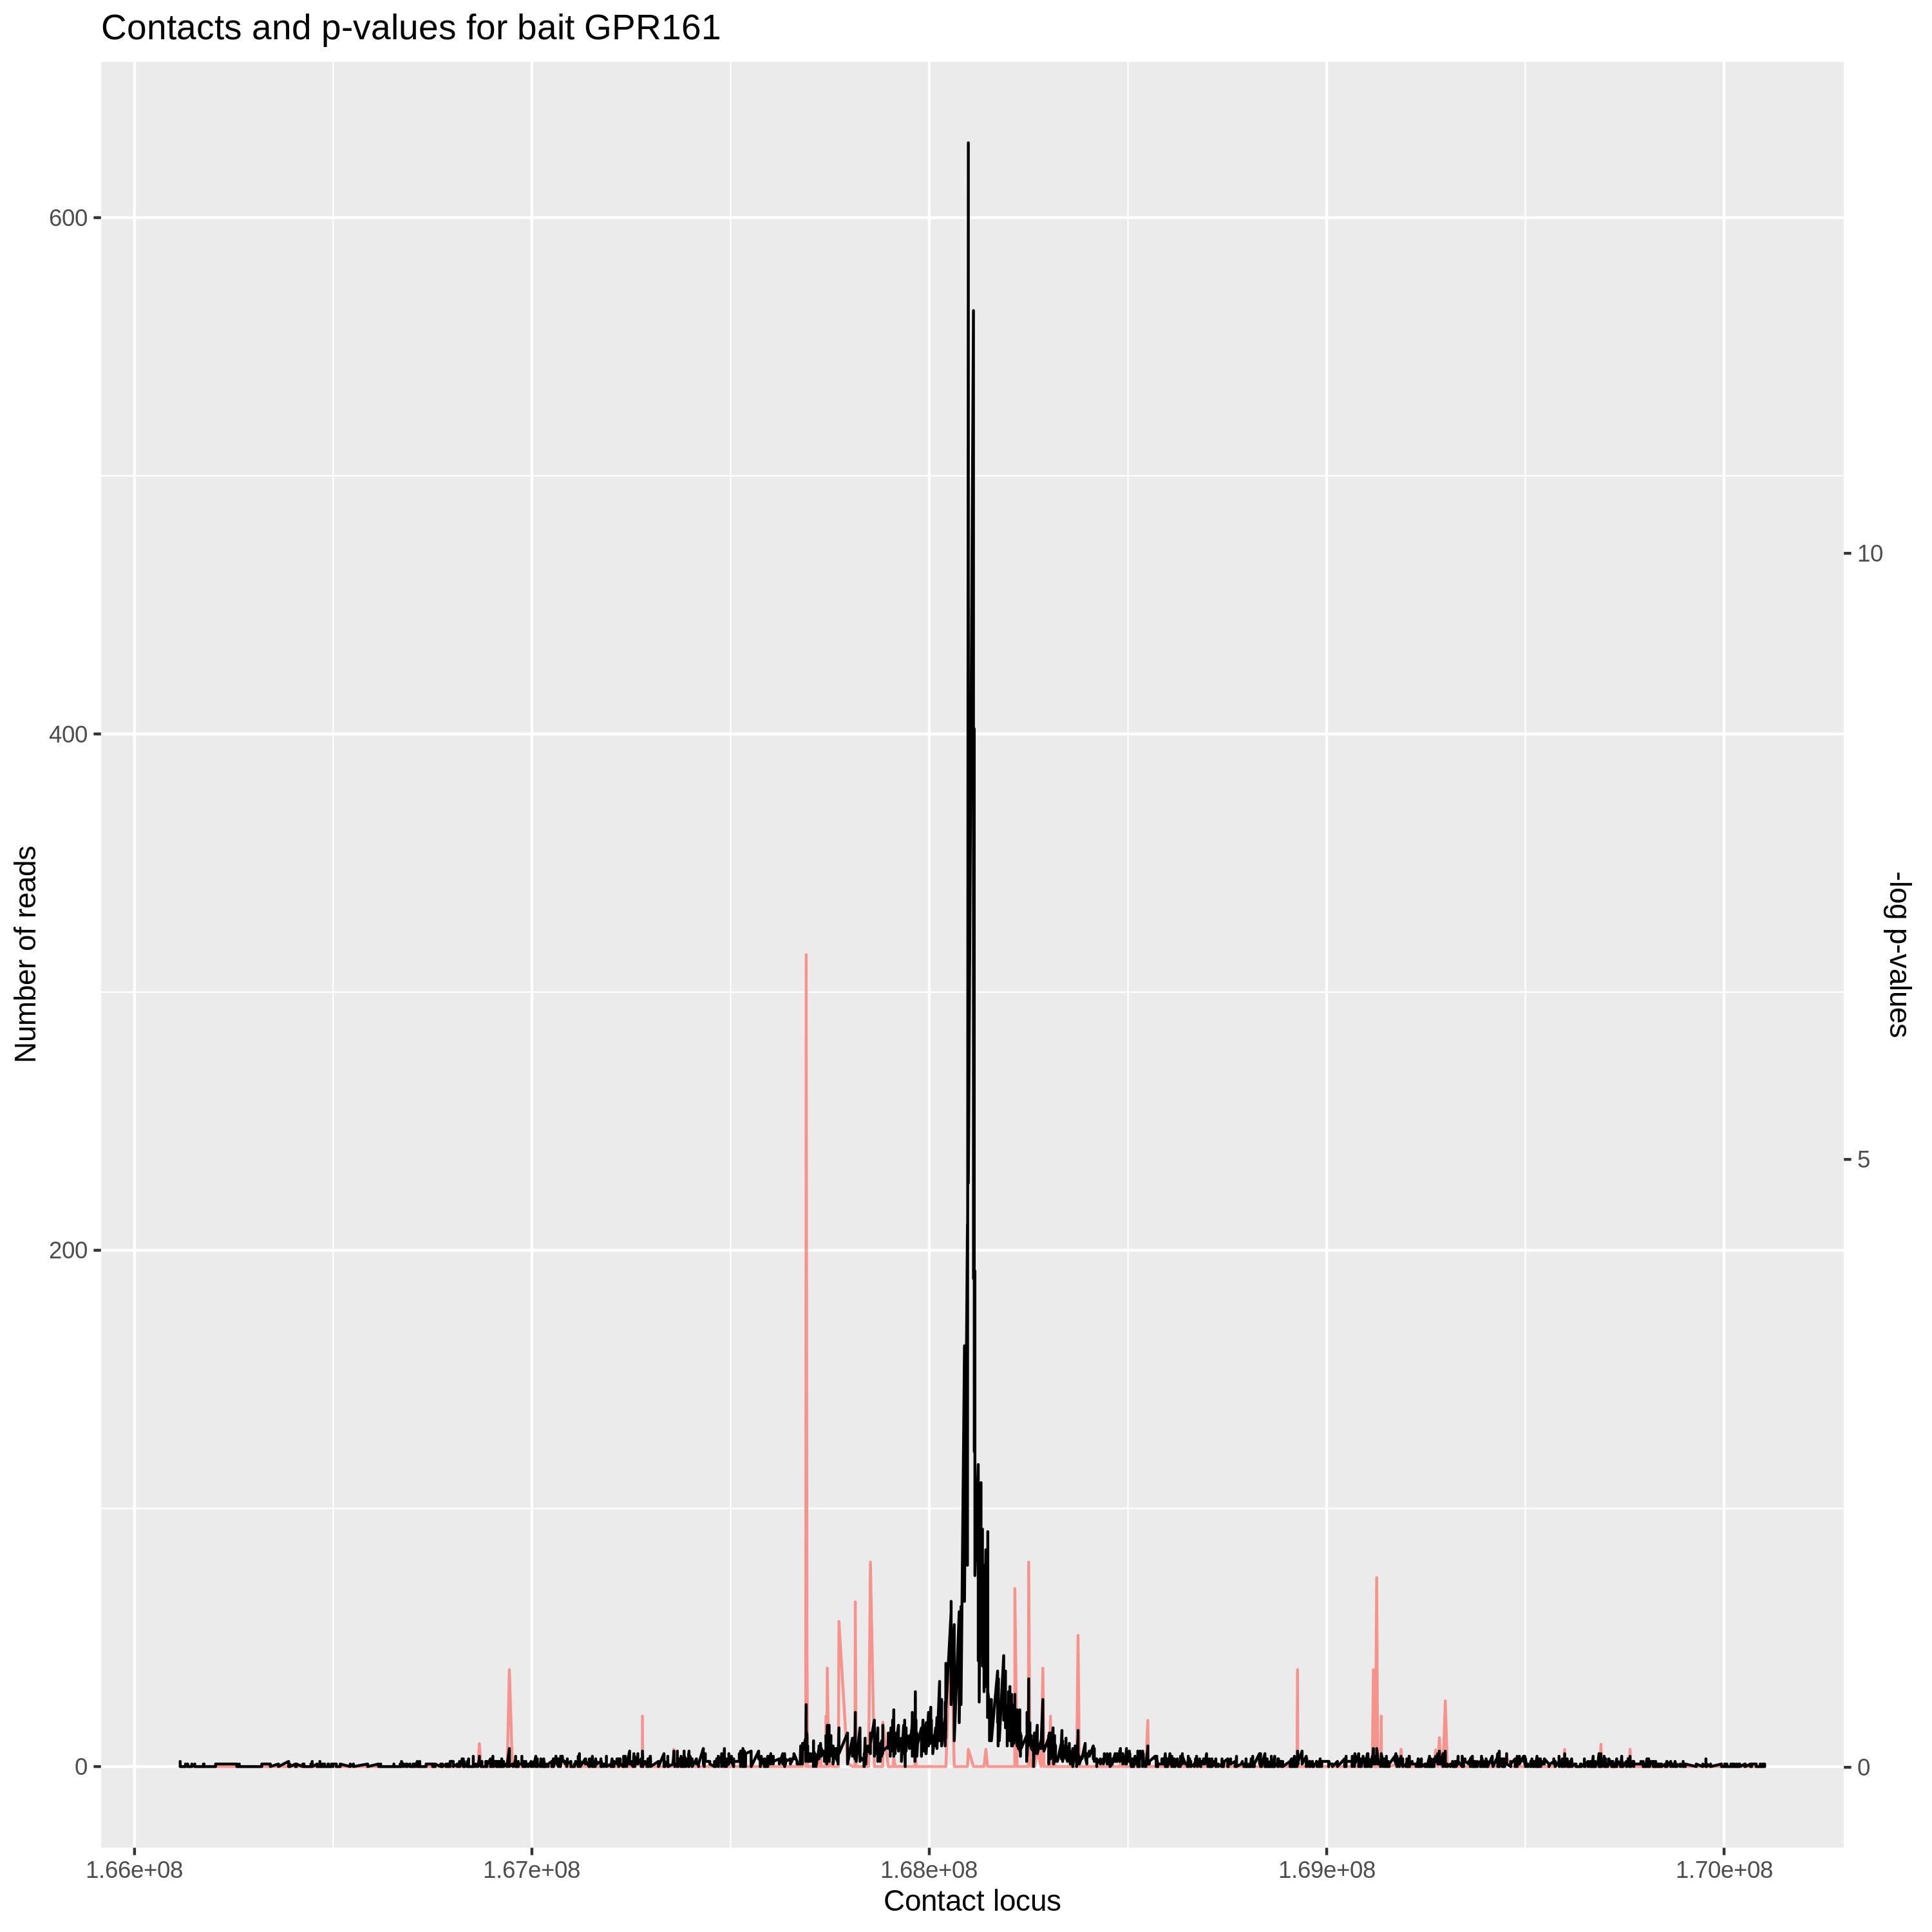 Contacts and p-values for bait GPR161
600
400
200
0
Number of reads
10
5
0
-log p-values
1.66e+08
1.67e+08
1.68e+08
1.69e+08
1.70e+08
Contact locus